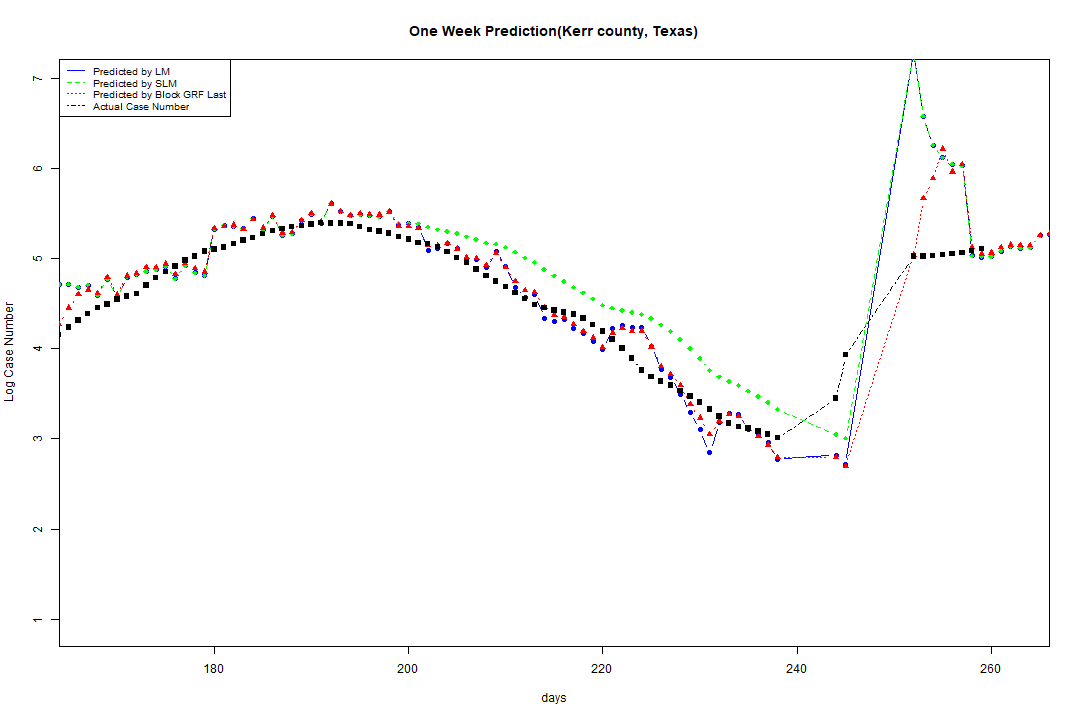 One Week Prediction(Kerr county, Texas)
Predicted by LM
Predicted by SLM
Predicted by Block GRF Last
Actual Case Number
7
6
5
4
3
2
1
Log Case Number
180 200 220 240 260
days